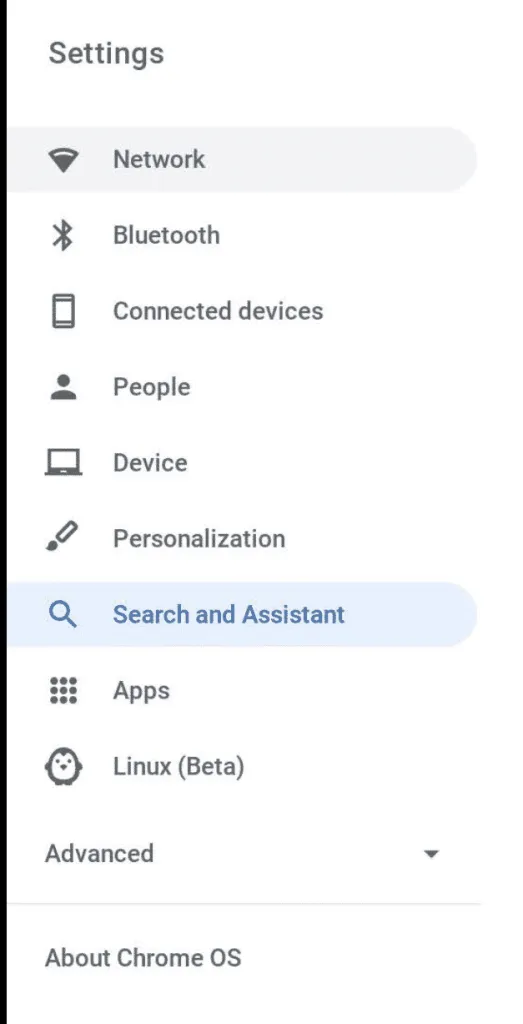 Settings
Network
Bluetooth
Connected devices
People
Device
Personalization
Search and Assistant
Apps
Linux (Beta)
Advanced
About Chrome OS